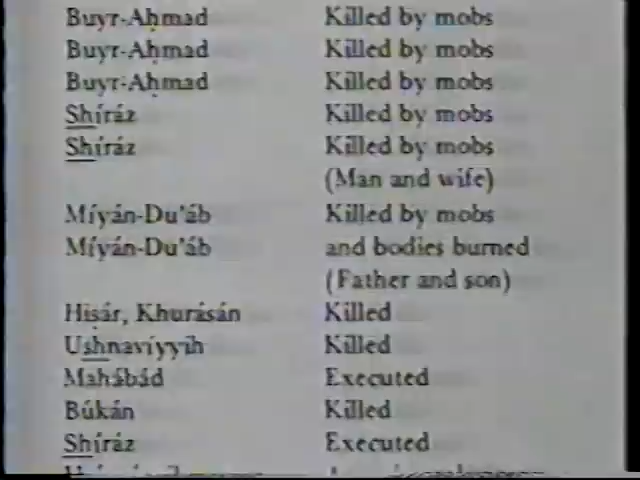 Buyr-Aḥmad Killed by mobs
Buyr-Aḥmad Killed by mobs
Buyr-Aḥmad Killed by mobs
Shíráz Killed by mobs
Shíráz Killed by mobs
(Man and wife)
Míyán-Du'áb Killed by mobs
Míyán-Du'áb and bodies burned
(Father and son)
Hiṣár, Khurásán Killed
Ushnavíyyih Killed
Mahábád Executed
Búkán Killed
Shíráz Executed